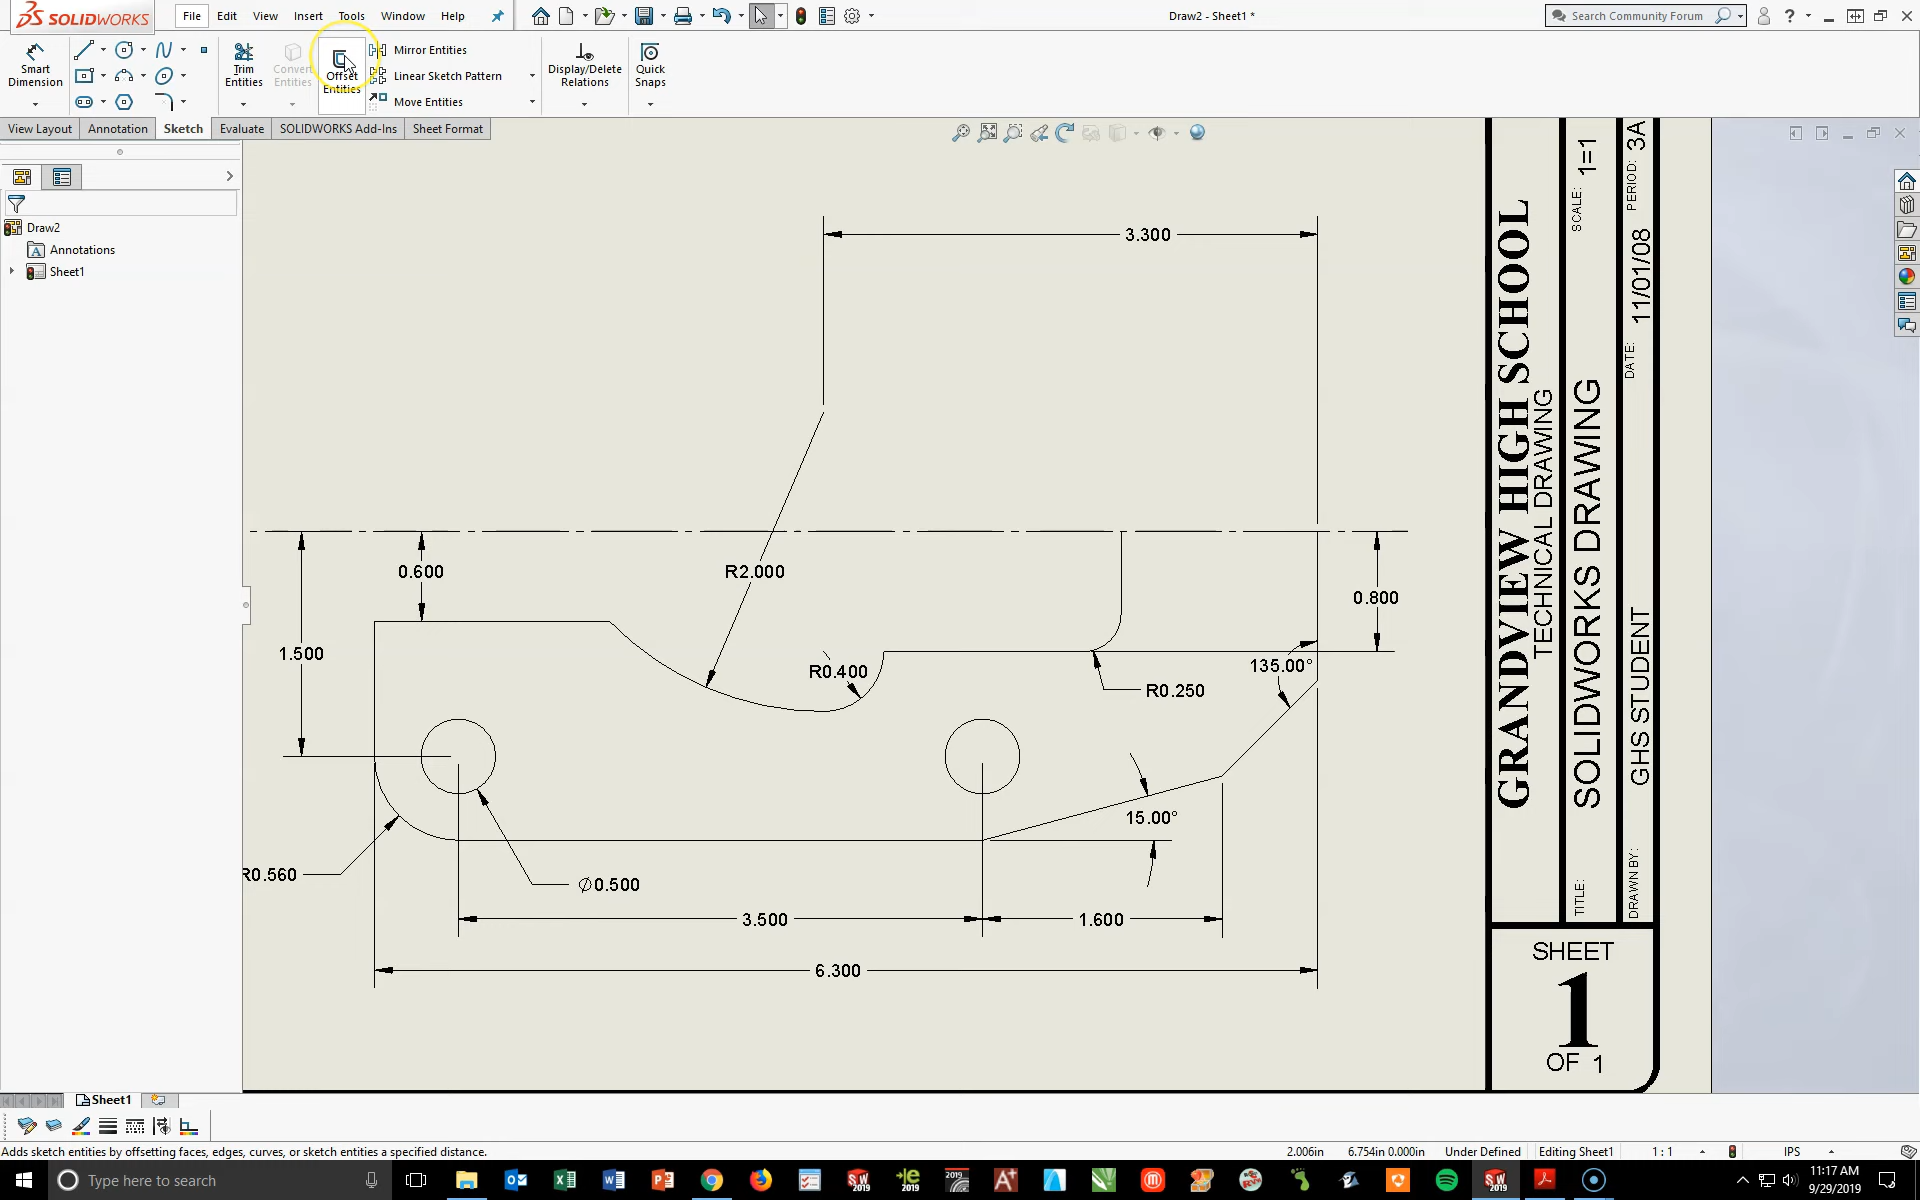 SOLIDWORKS
File Edit View Insert Tools Window Help
Draw2 - Sheet1 *
Search Community Forum
Smart Dimension
Trim Entities
Convert Entities
Offset Entities
Mirror Entities
Linear Sketch Pattern
Move Entities
Display/Delete Relations
Quick Snaps
View Layout Annotation Sketch Evaluate SOLIDWORKS Add-Ins Sheet Format
Draw2
Annotations
Sheet1
3.300
0.600
R2.000
0.800
1.500
R0.400
135.00°
R0.250
15.00°
R0.560
Ø0.500
3.500
1.600
6.300
GRANDVIEW HIGH SCHOOL
TECHNICAL DRAWING
TITLE: SOLIDWORKS DRAWING
SCALE: 1=1
DRAWN BY: GHS STUDENT
DATE: 11/01/08
PERIOD: 3A
SHEET
1
OF 1
Sheet1
Adds sketch entities by offsetting faces, edges, curves, or sketch entities a specified distance.
2.006in 6.754in 0.000in Under Defined Editing Sheet1 1 : 1 IPS
Type here to search
11:17 AM
9/29/2019